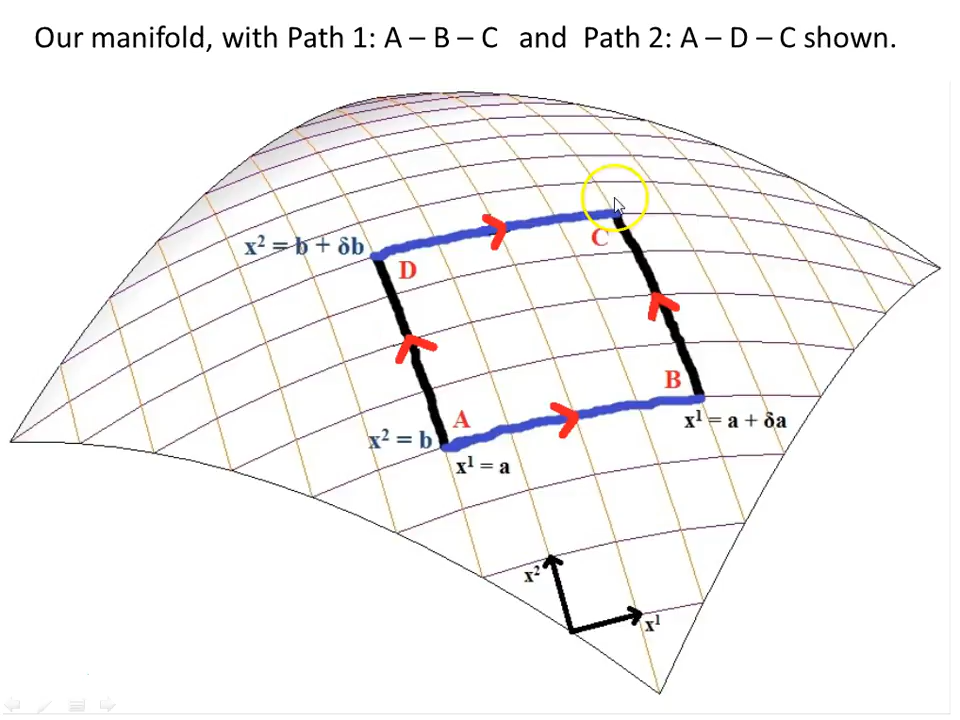 Our manifold, with Path 1: A – B – C and Path 2: A – D – C shown.
x² = b + δb
D
C
B
A
x² = b
x¹ = a + δa
x¹ = a
x²
x¹